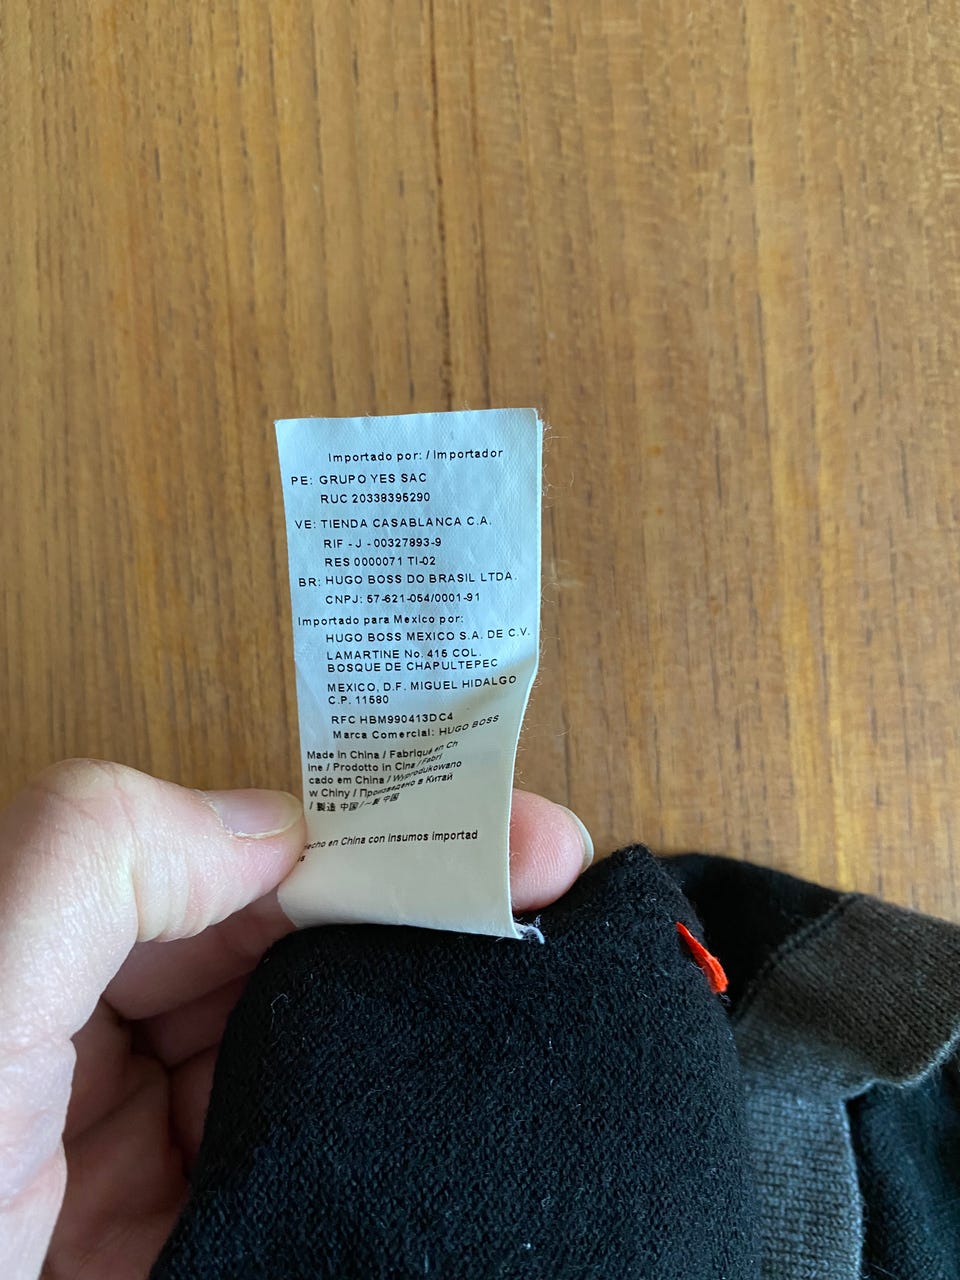 Importado por: / Importador
PE: GRUPO YES SAC
RUC 20338395290
VE: TIENDA CASABLANCA C.A.
RIF - J - 00327893-9
RES 0000071 TI-02
BR: HUGO BOSS DO BRASIL LTDA.
CNPJ: 57-621-054/0001-91
Importado para Mexico por:
HUGO BOSS MEXICO S.A. DE C.V.
LAMARTINE No. 416 COL.
BOSQUE DE CHAPULTEPEC
MEXICO, D.F. MIGUEL HIDALGO
C.P. 11580
RFC HBM990413DC4
Marca Comercial: HUGO BOSS
Made in China / Fabriqué en Ch
ine / Prodotto in Cina / Fabri
cado em China / Wyprodukowano
w Chiny / Произведено в Китай
/ 製造 中国 / 一製 中国
echo en China con insumos importad
s